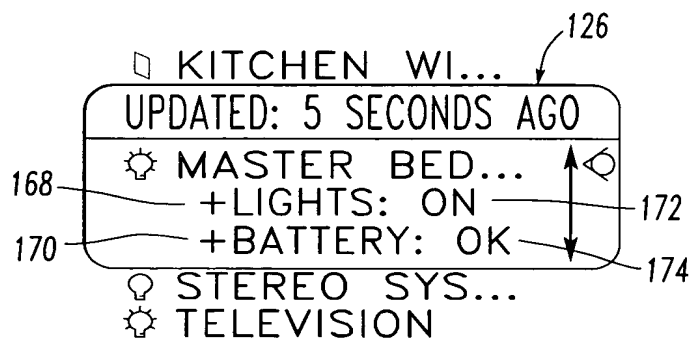 126
KITCHEN WI...
UPDATED: 5 SECONDS AGO
MASTER BED...
168 +LIGHTS: ON 172
170 +BATTERY: OK 174
STEREO SYS...
TELEVISION